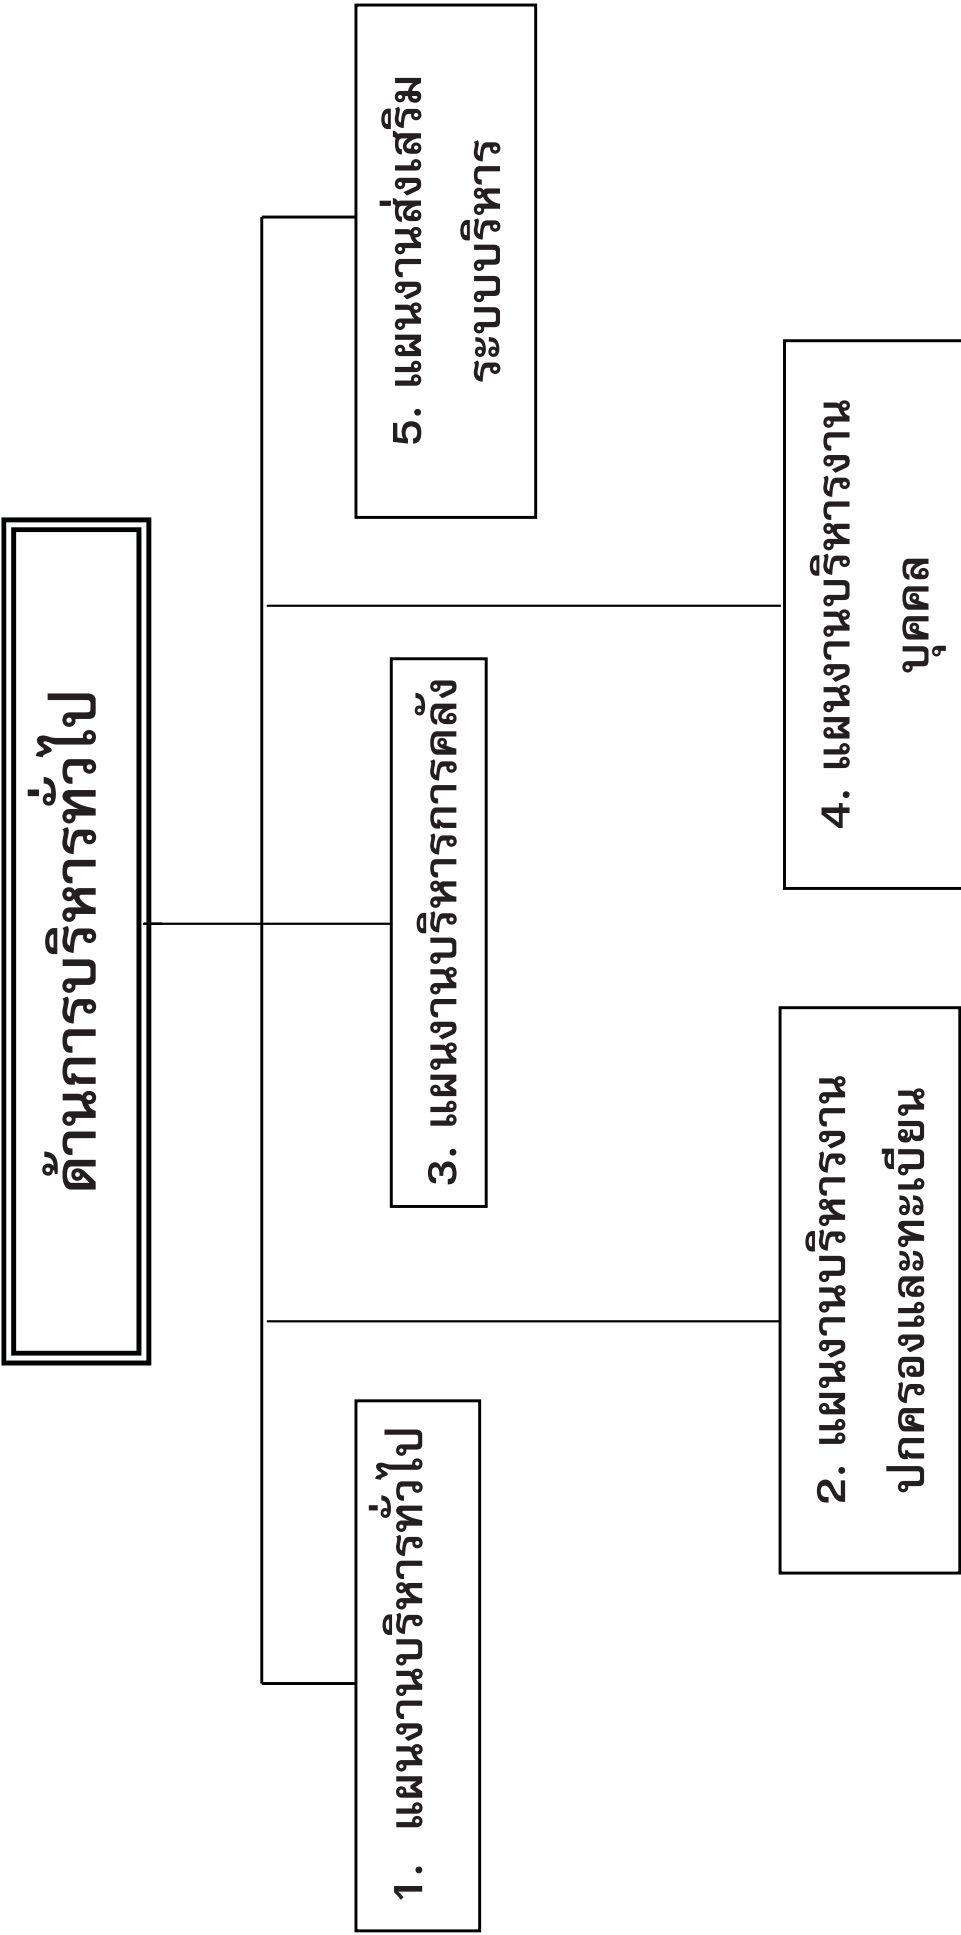 ด้านการบริหารทั่วไป
1. แผนงานบริหารทั่วไป
2. แผนงานบริหารงาน
ปกครองและทะเบียน
3. แผนงานบริหารการคลัง
4. แผนงานบริหารงาน
บุคคล
5. แผนงานส่งเสริม
ระบบบริหาร